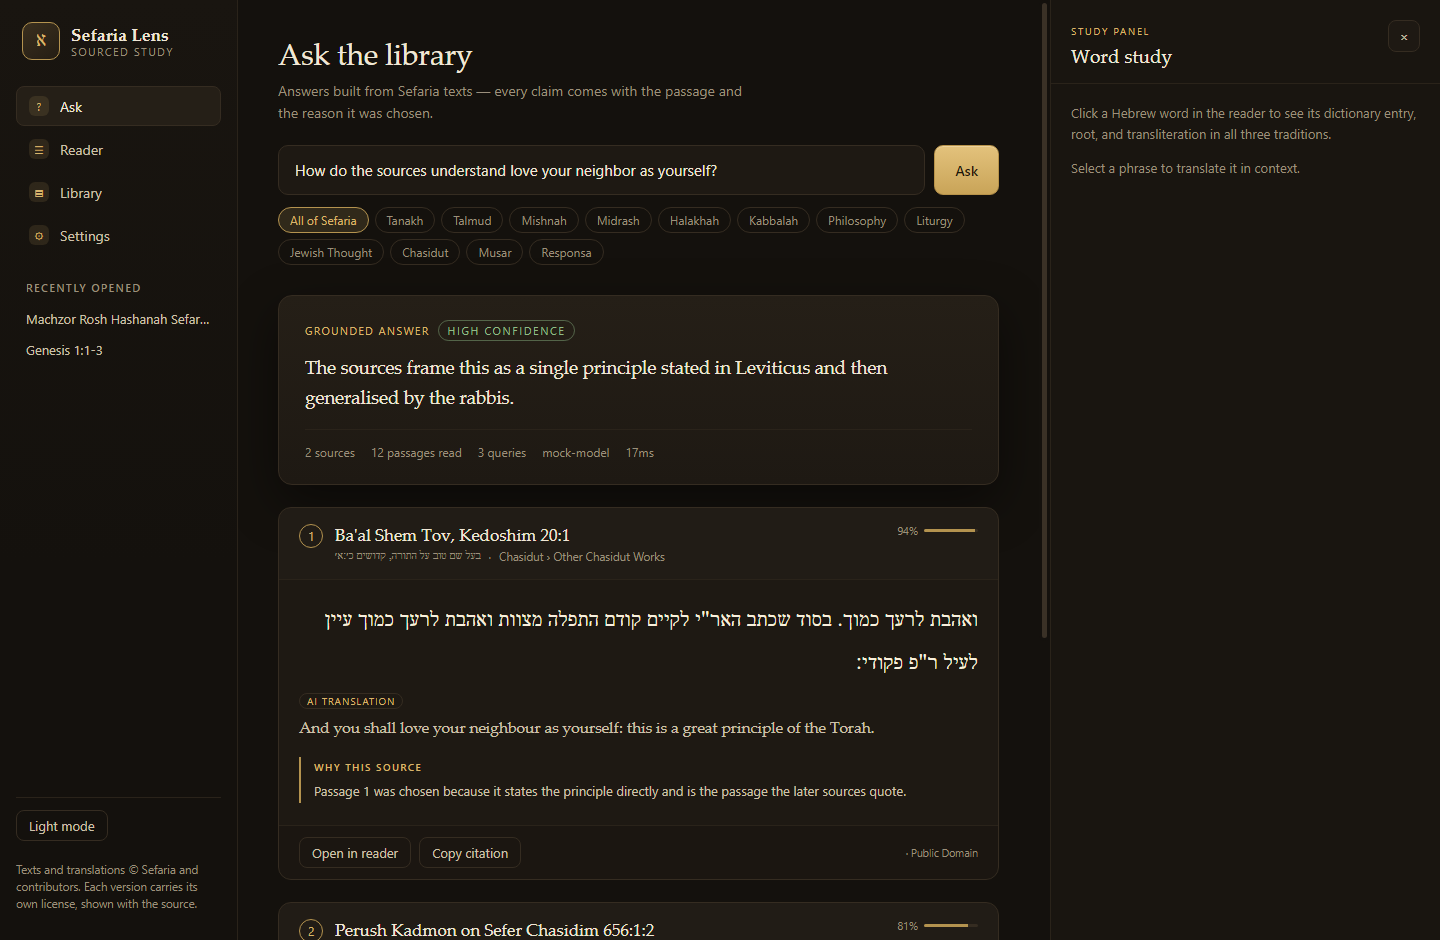 א
Sefaria Lens
SOURCED STUDY
?
Ask
Reader
Library
Settings
RECENTLY OPENED
Machzor Rosh Hashanah Sefar...
Genesis 1:1-3
Light mode
Texts and translations © Sefaria and
contributors. Each version carries its
own license, shown with the source.
Ask the library
Answers built from Sefaria texts — every claim comes with the passage and
the reason it was chosen.
How do the sources understand love your neighbor as yourself?
Ask
All of Sefaria Tanakh Talmud Mishnah Midrash Halakhah Kabbalah Philosophy Liturgy
Jewish Thought Chasidut Musar Responsa
GROUNDED ANSWER HIGH CONFIDENCE
The sources frame this as a single principle stated in Leviticus and then
generalised by the rabbis.
2 sources 12 passages read 3 queries mock-model 17ms
1 Ba'al Shem Tov, Kedoshim 20:1 94%
בעל שם טוב על התורה, קדושים כ׳:א׳ · Chasidut › Other Chasidut Works
ואהבת לרעך כמוך. בסוד שכתב האר"י לקיים קודם התפלה מצוות ואהבת לרעך כמוך עיין
לעיל ר"פ פקודי:
AI TRANSLATION
And you shall love your neighbour as yourself: this is a great principle of the Torah.
WHY THIS SOURCE
Passage 1 was chosen because it states the principle directly and is the passage the later sources quote.
Open in reader Copy citation · Public Domain
2 Perush Kadmon on Sefer Chasidim 656:1:2 81%
STUDY PANEL
Word study
×
Click a Hebrew word in the reader to see its dictionary entry,
root, and transliteration in all three traditions.
Select a phrase to translate it in context.